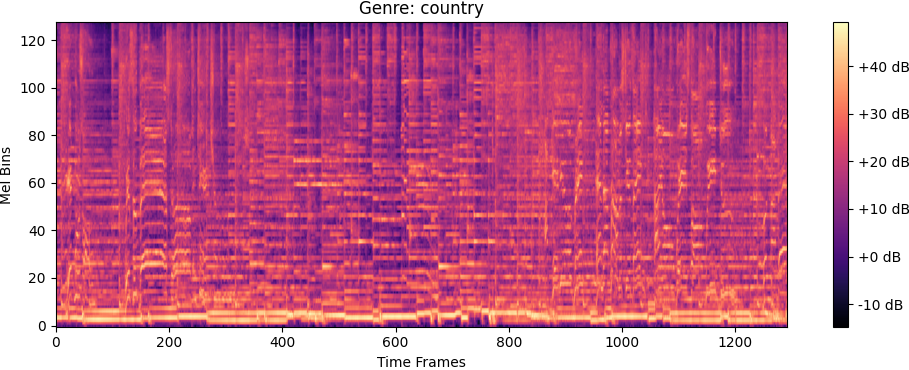 Genre: country
Mel Bins
120
100
80
60
40
20
0
0 200 400 600 800 1000 1200
Time Frames
+40 dB
+30 dB
+20 dB
+10 dB
+0 dB
-10 dB